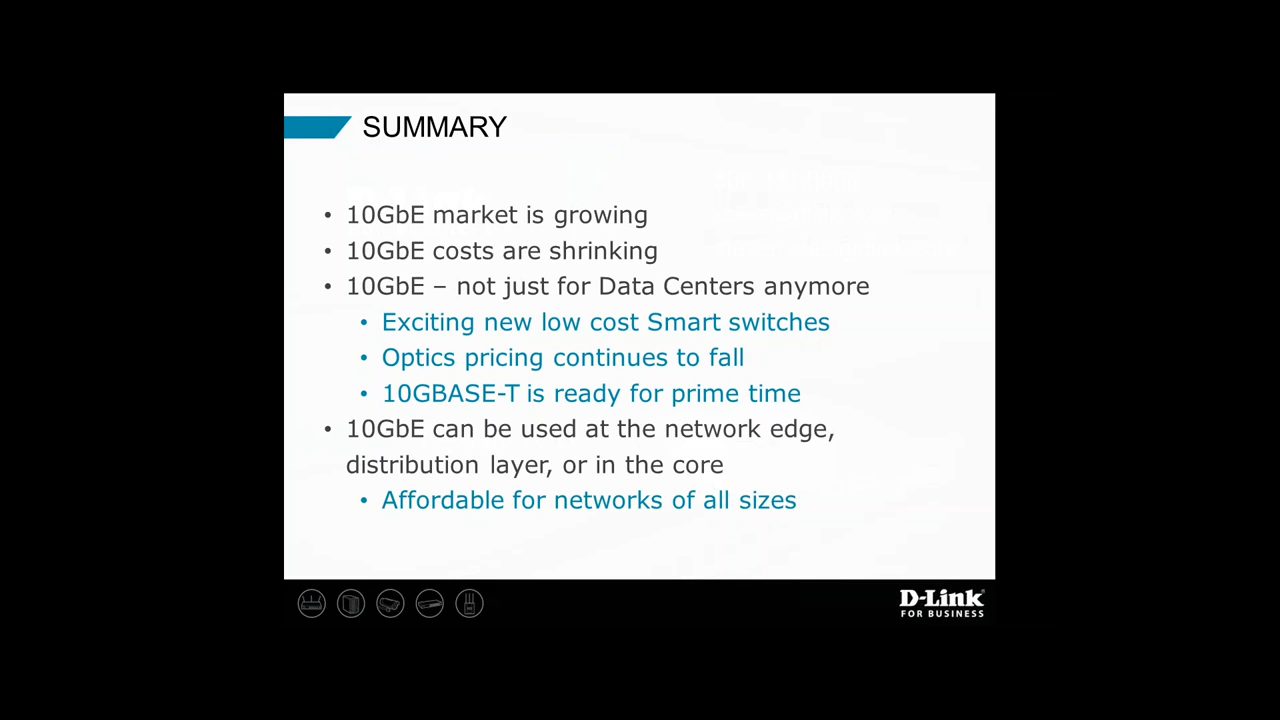 SUMMARY
• 10GbE market is growing
• 10GbE costs are shrinking
• 10GbE – not just for Data Centers anymore
• Exciting new low cost Smart switches
• Optics pricing continues to fall
• 10GBASE-T is ready for prime time
• 10GbE can be used at the network edge,
distribution layer, or in the core
• Affordable for networks of all sizes
D-Link
FOR BUSINESS